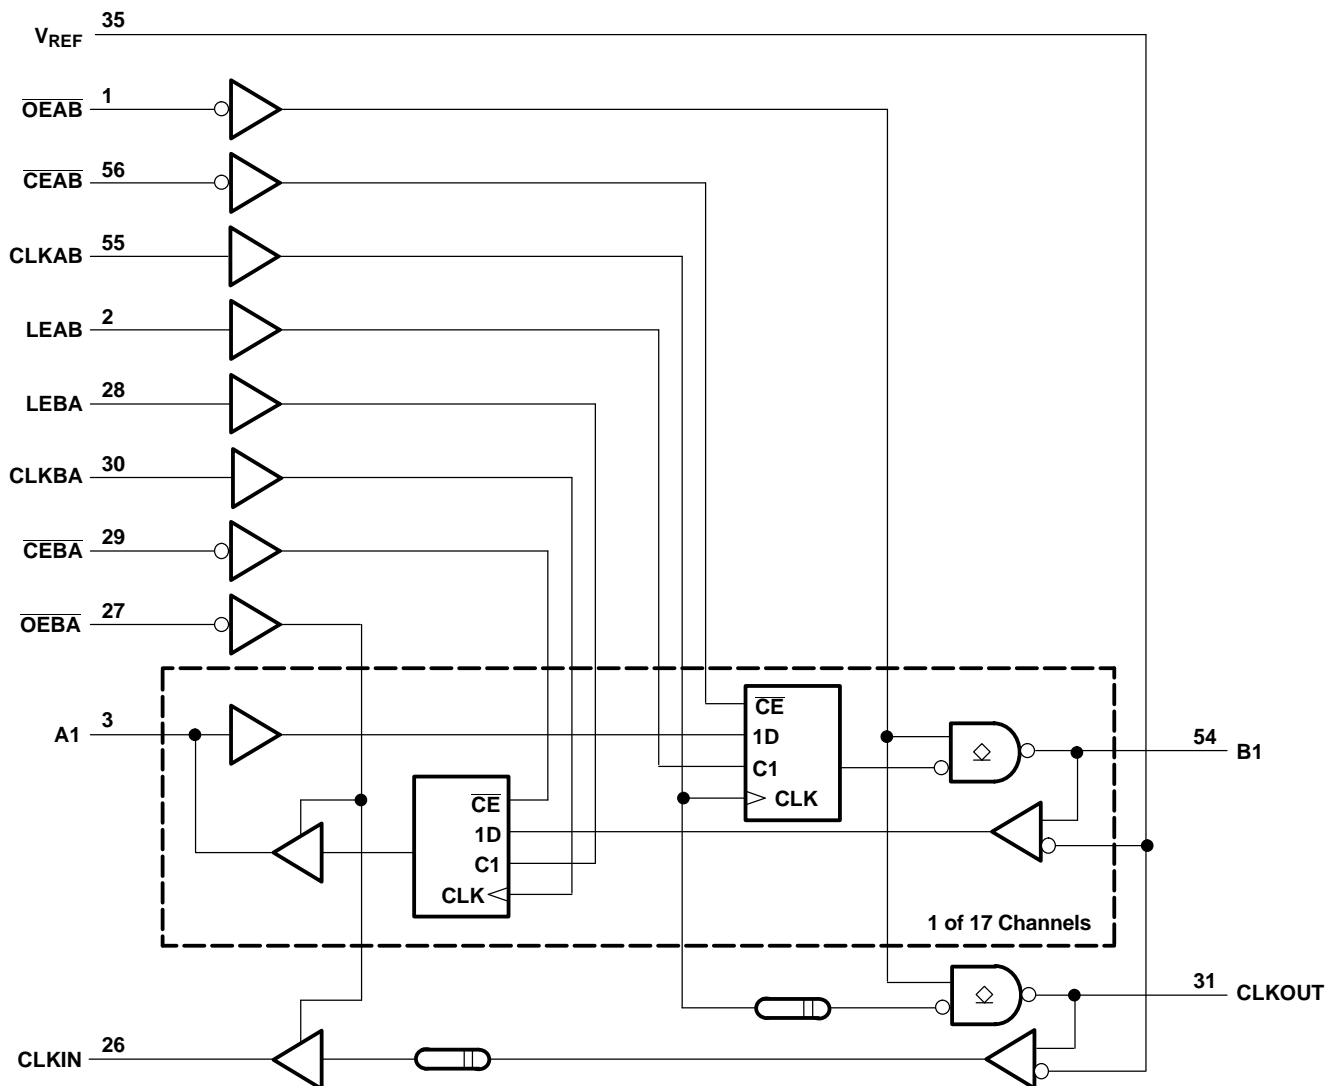 35
VREF
1
OEAB
56
CEAB
55
CLKAB
2
LEAB
28
LEBA
30
CLKBA
29
CEBA
27
OEBA
3
A1
CE
1D
C1
CLK
54
B1
CE
1D
C1
CLK
1 of 17 Channels
31
CLKOUT
26
CLKIN